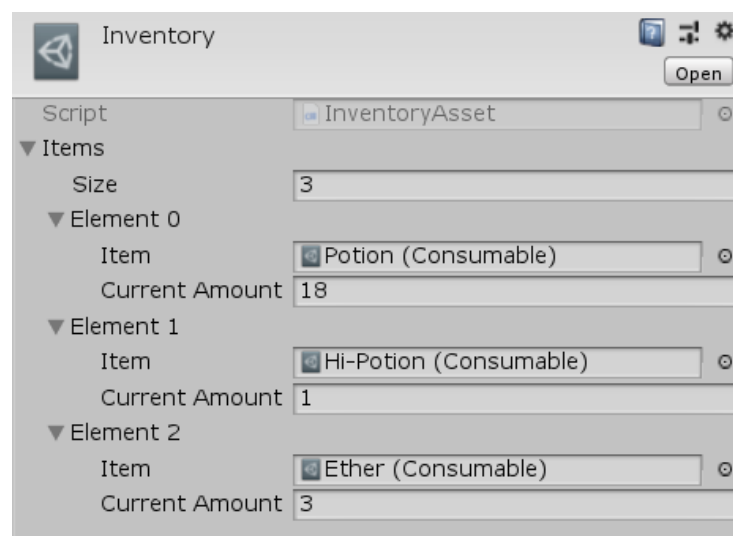 Inventory
Open
Script InventoryAsset
Items
Size 3
Element 0
Item Potion (Consumable)
Current Amount 18
Element 1
Item Hi-Potion (Consumable)
Current Amount 1
Element 2
Item Ether (Consumable)
Current Amount 3